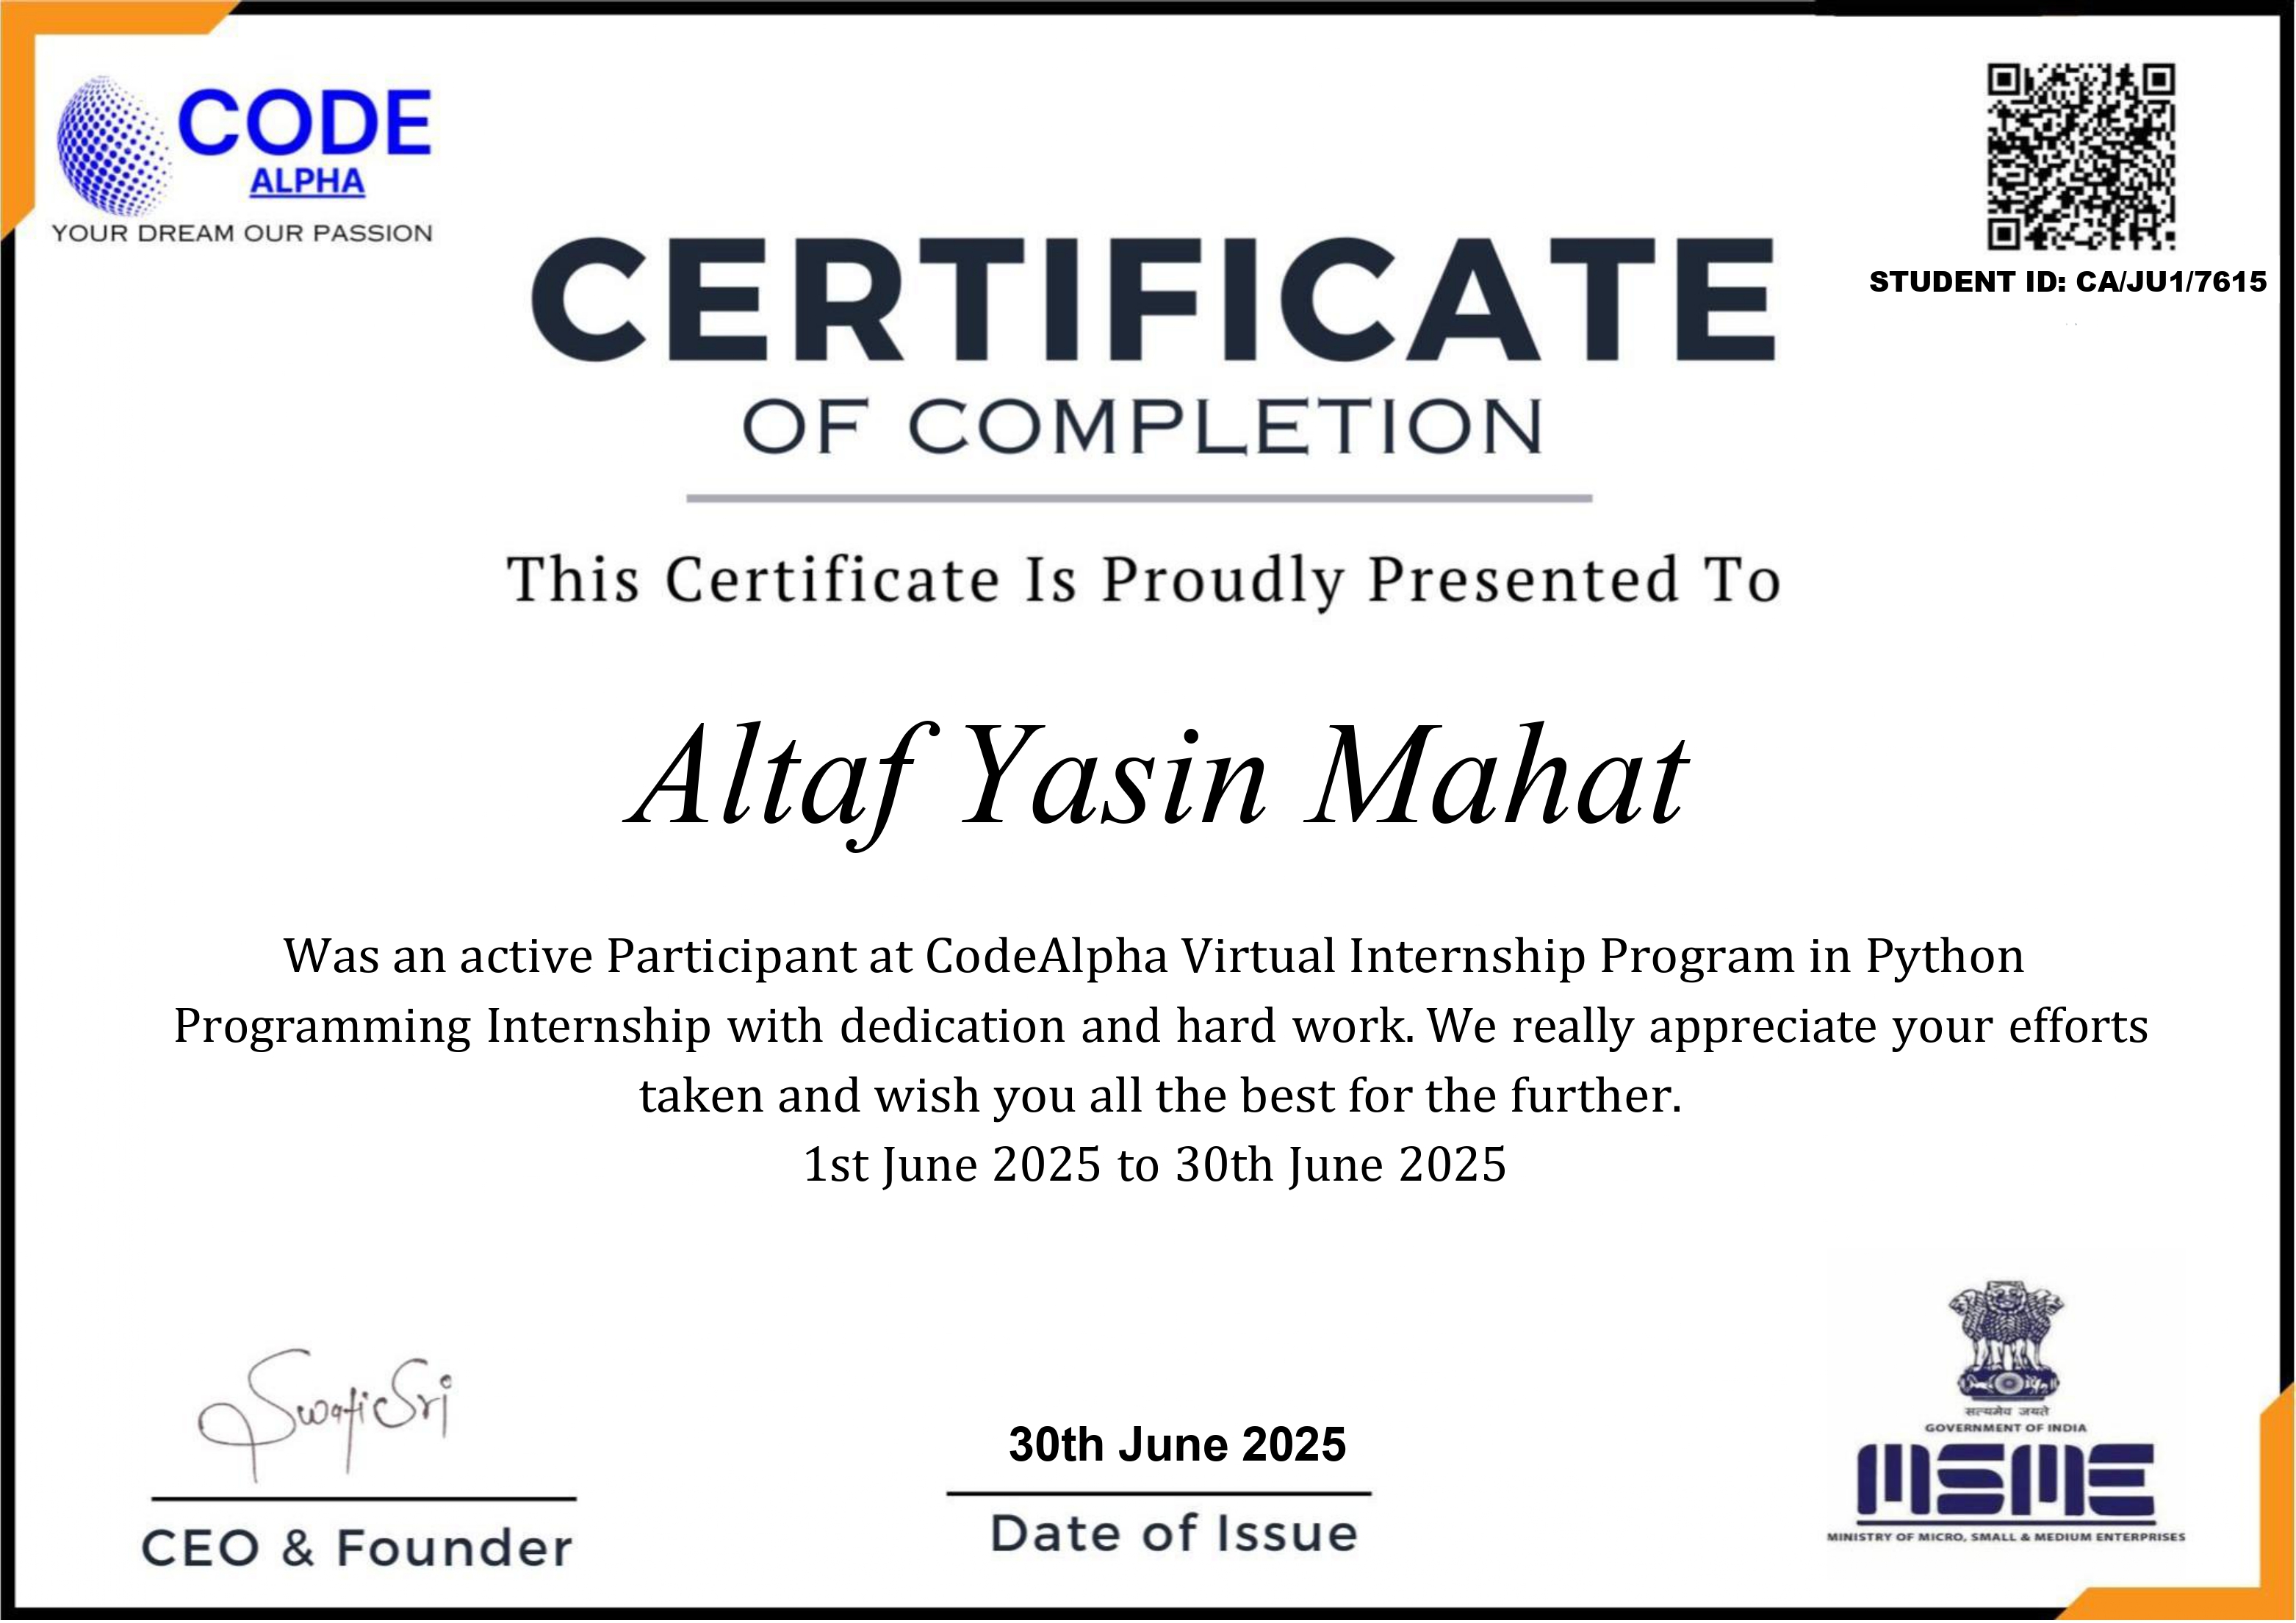 CODE
ALPHA
YOUR DREAM OUR PASSION
STUDENT ID: CA/JU1/7615
CERTIFICATE
OF COMPLETION
This Certificate Is Proudly Presented To
Altaf Yasin Mahat
Was an active Participant at CodeAlpha Virtual Internship Program in Python
Programming Internship with dedication and hard work. We really appreciate your efforts
taken and wish you all the best for the further.
1st June 2025 to 30th June 2025
SwatiSri
CEO & Founder
30th June 2025
Date of Issue
सत्यमेव जयते
GOVERNMENT OF INDIA
MSME
MINISTRY OF MICRO, SMALL & MEDIUM ENTERPRISES